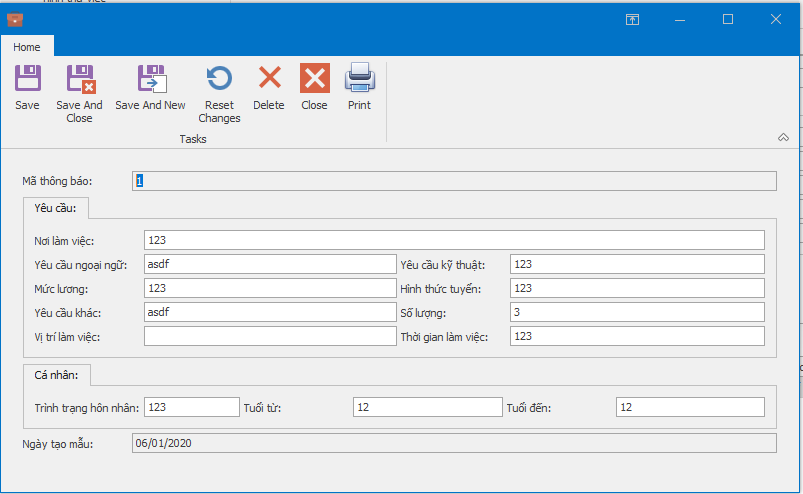 Home
Save
Save And Close
Save And New
Reset Changes
Delete
Close
Print
Tasks
Mã thông báo: 1
Yêu cầu:
Nơi làm việc: 123
Yêu cầu ngoại ngữ: asdf Yêu cầu kỹ thuật: 123
Mức lương: 123 Hình thức tuyển: 123
Yêu cầu khác: asdf Số lượng: 3
Vị trí làm việc: Thời gian làm việc: 123
Cá nhân:
Trình trạng hôn nhân: 123 Tuổi từ: 12 Tuổi đến: 12
Ngày tạo mẫu: 06/01/2020